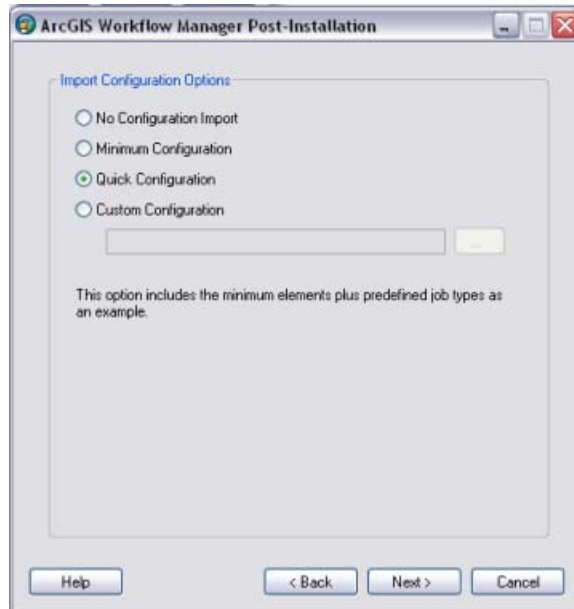 ArcGIS Workflow Manager Post-Installation
Import Configuration Options
No Configuration Import
Minimum Configuration
Quick Configuration
Custom Configuration
...
This option includes the minimum elements plus predefined job types as
an example.
Help
< Back
Next >
Cancel